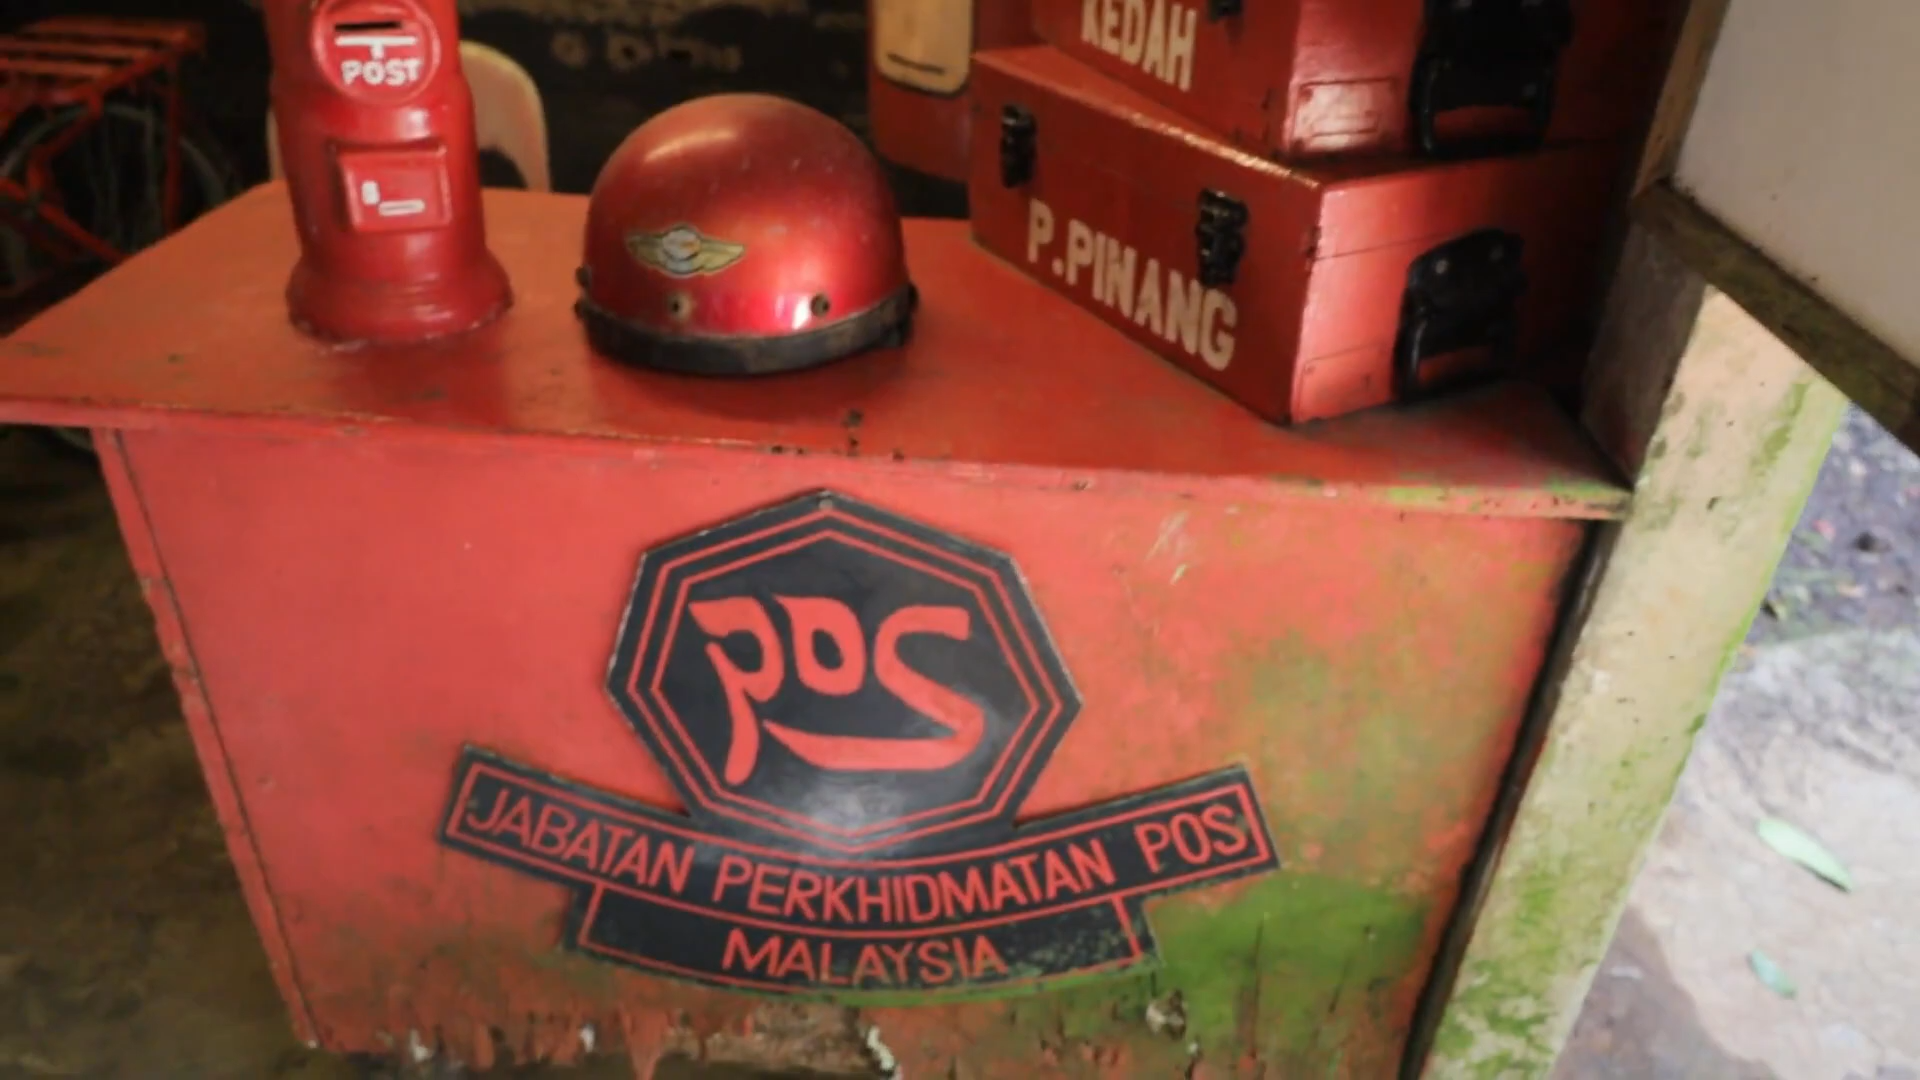 POST
KEDAH
P.PINANG
POS
JABATAN PERKHIDMATAN POS
MALAYSIA